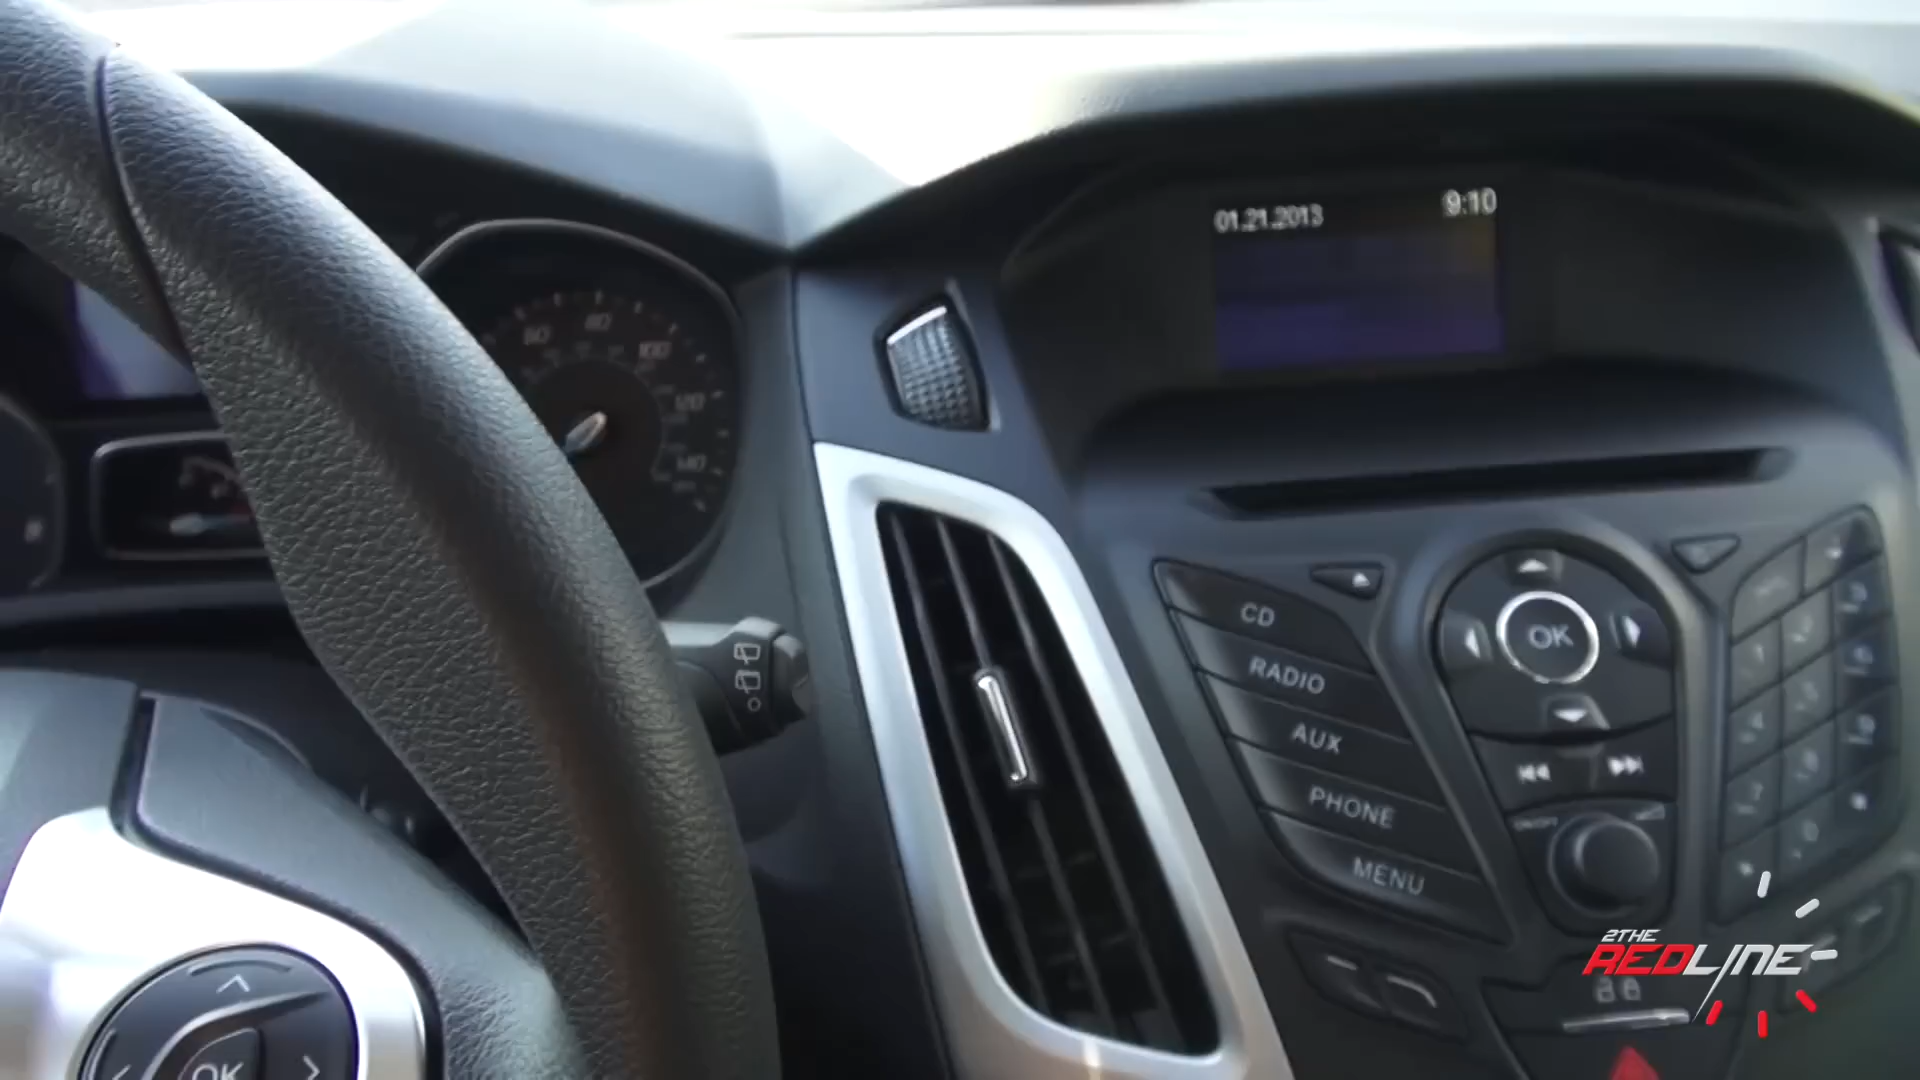 01.21.2013
9:10
60
80
100
120
140
CD
RADIO
AUX
PHONE
MENU
OK
OK
2THE
REDLINE